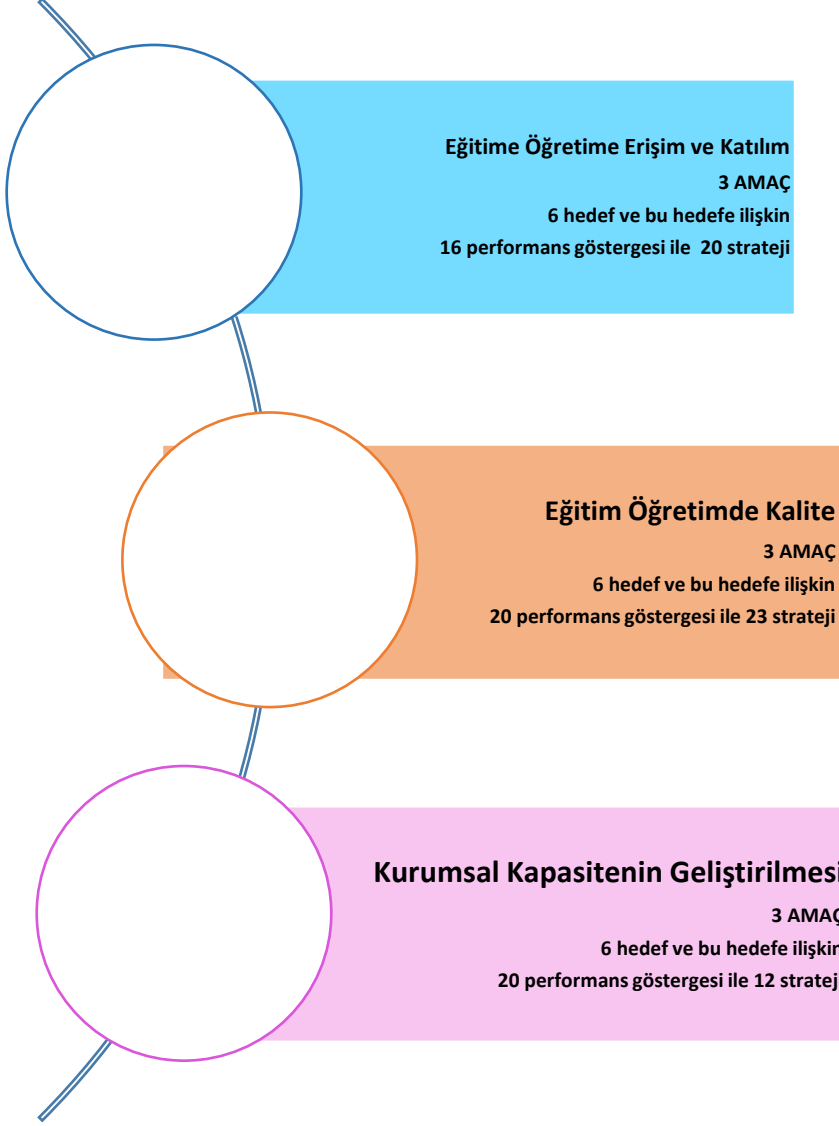 Eğitime Öğretime Erişim ve Katılım
3 AMAÇ
6 hedef ve bu hedefe ilişkin
16 performans göstergesi ile 20 strateji
Eğitim Öğretimde Kalite
3 AMAÇ
6 hedef ve bu hedefe ilişkin
20 performans göstergesi ile 23 strateji
Kurumsal Kapasitenin Geliştirilmesi
3 AMAÇ
6 hedef ve bu hedefe ilişkin
20 performans göstergesi ile 12 strateji